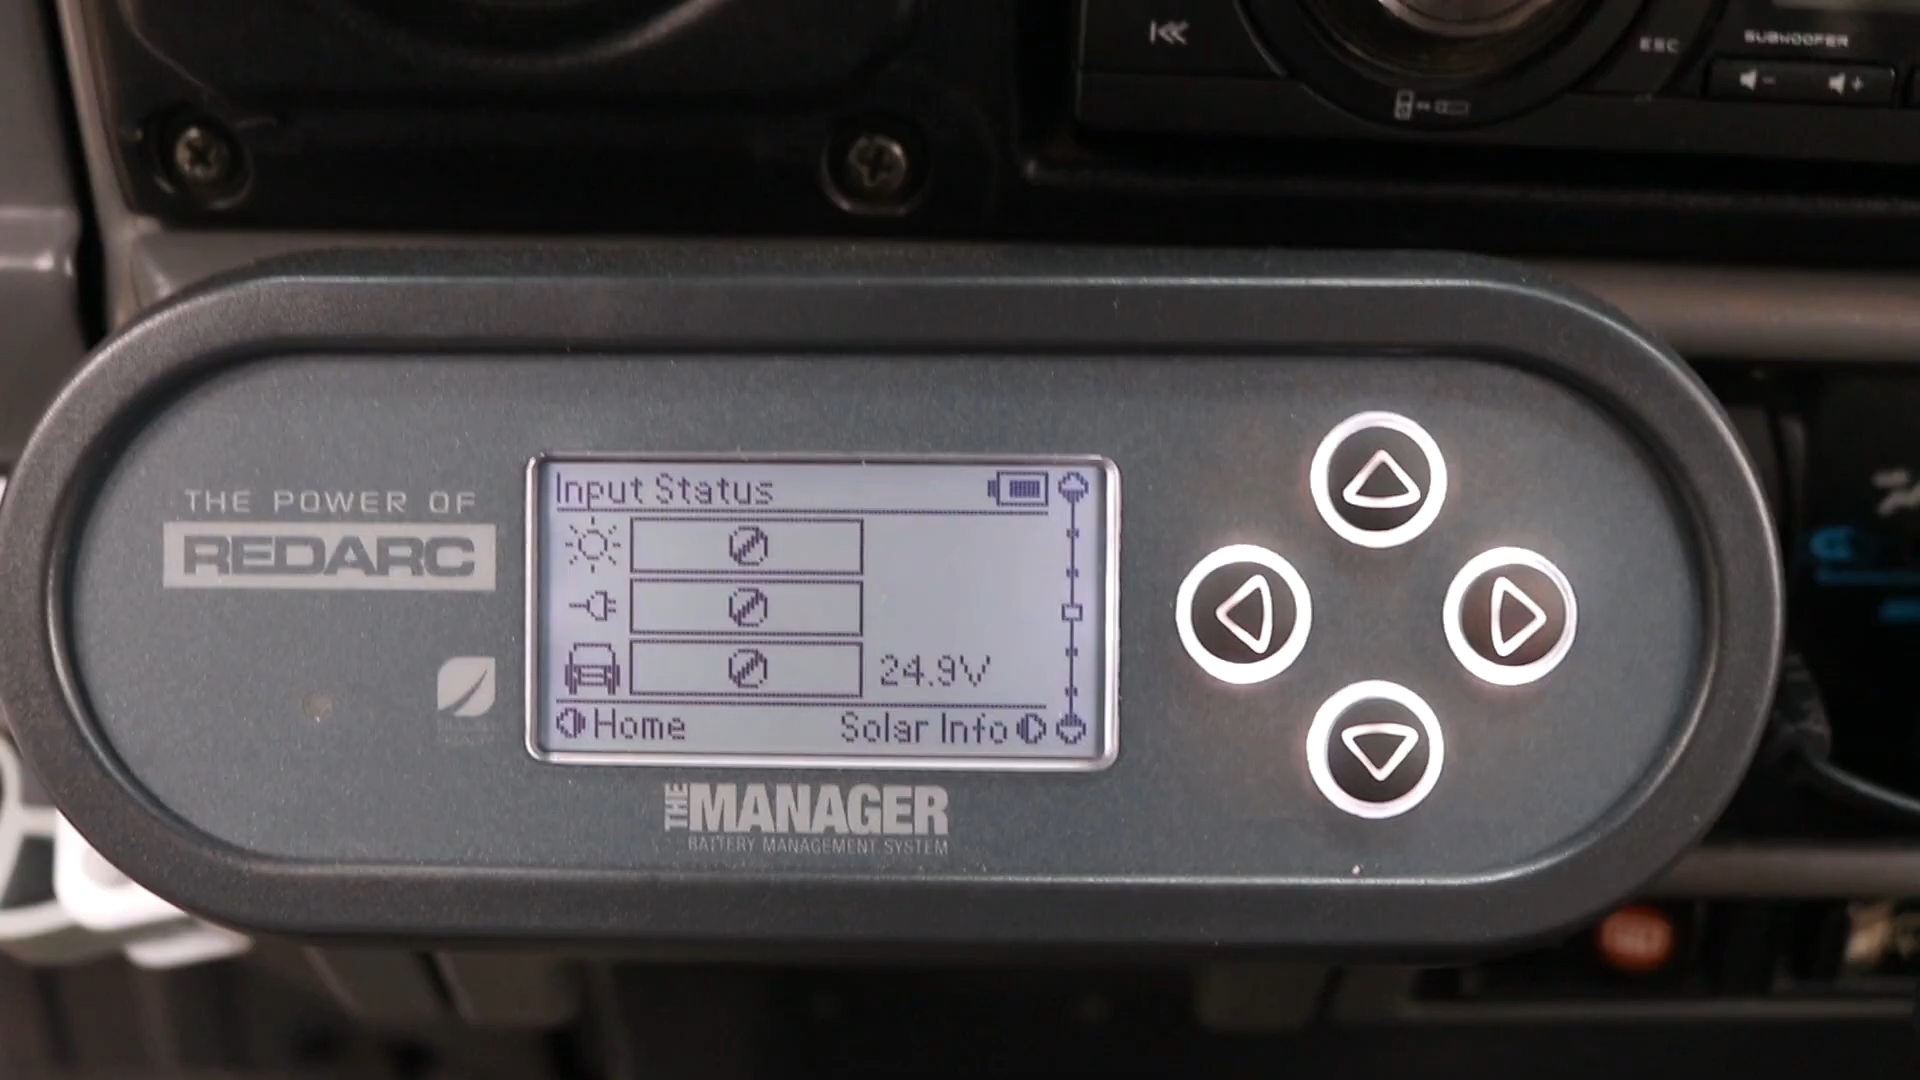 ESC
SUBWOOFER
THE POWER OF
REDARC
Input Status
24.9V
Home
Solar Info
THE MANAGER
BATTERY MANAGEMENT SYSTEM